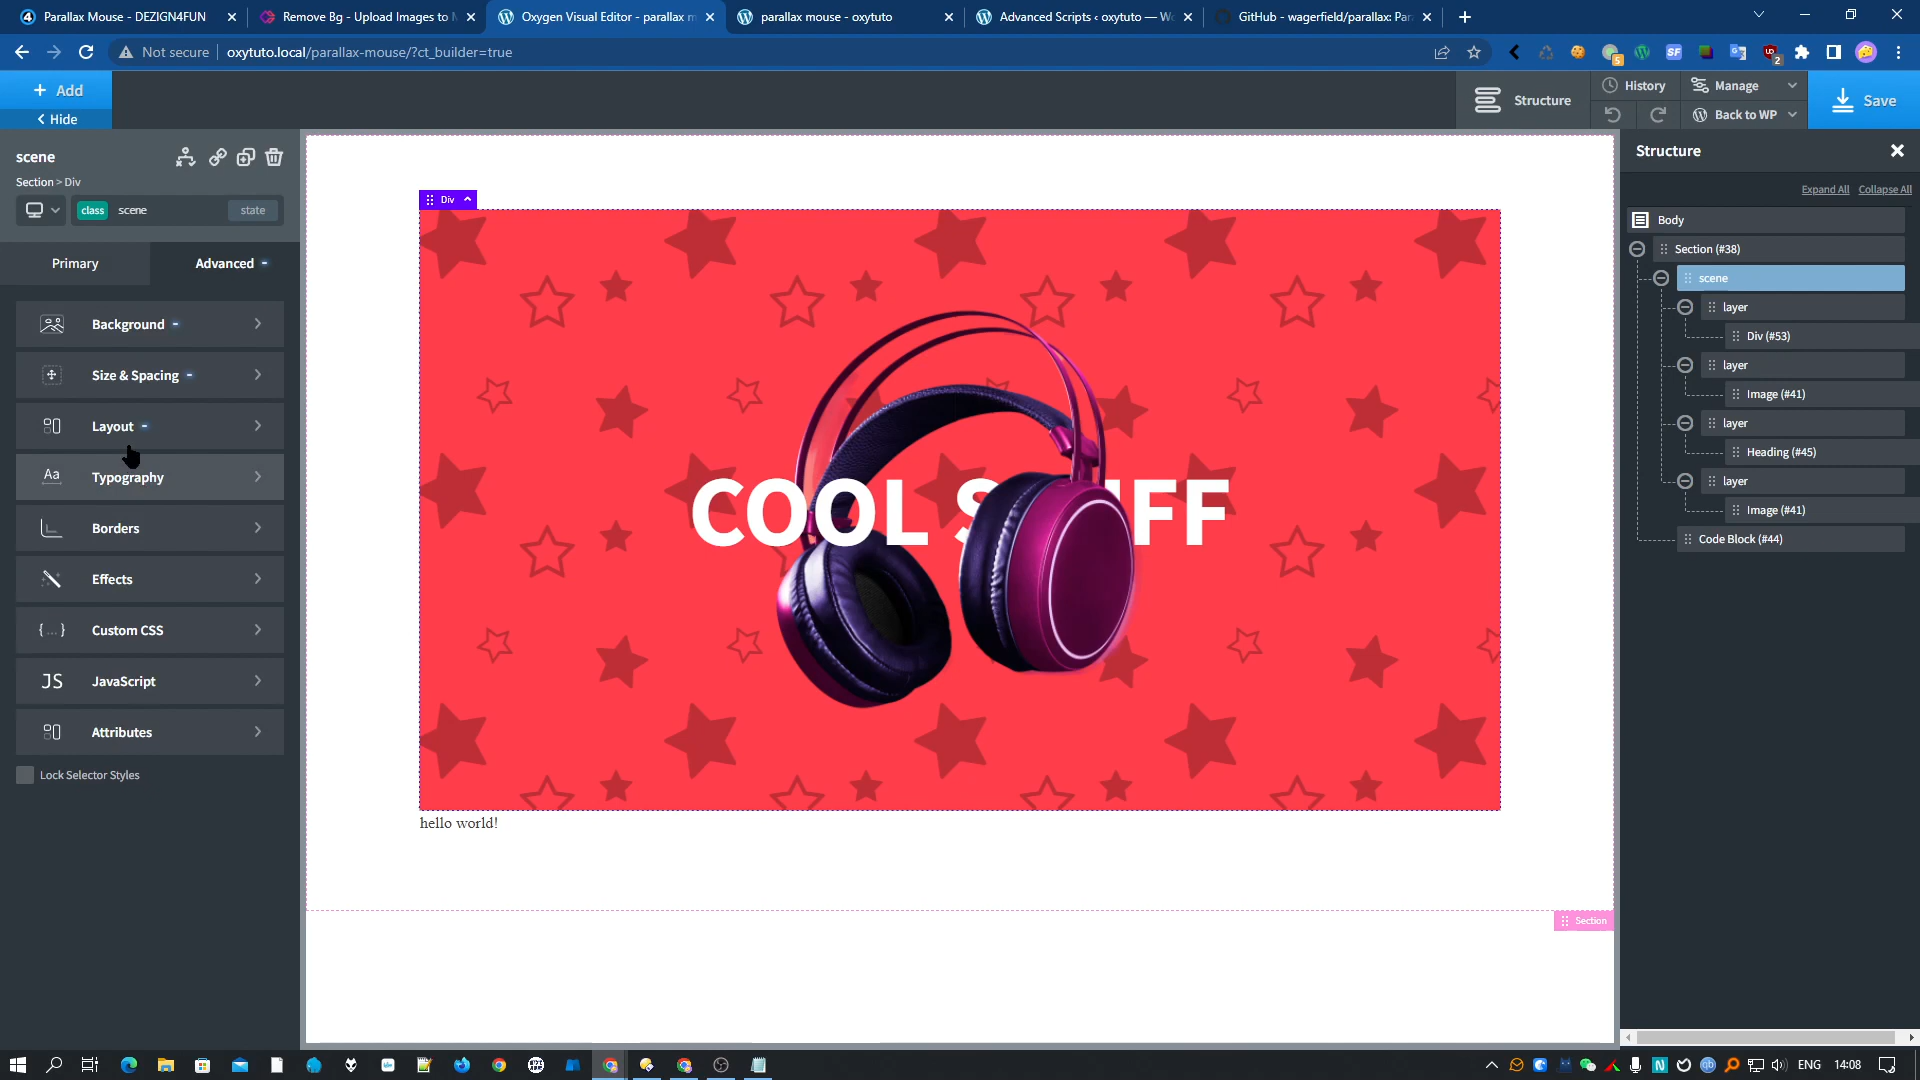 Parallax Mouse - DEZIGN4FUN
Remove Bg - Upload Images to
Oxygen Visual Editor - parallax m
parallax mouse - oxytuto
Advanced Scripts ‹ oxytuto — W
GitHub - wagerfield/parallax: Par
Not secure
oxytuto.local/parallax-mouse/?ct_builder=true
+ Add
Hide
Structure
History
Manage
Back to WP
Save
scene
Section > Div
class
scene
state
Primary
Advanced
Background
Size & Spacing
Layout
Aa
Typography
Borders
Effects
{...}
Custom CSS
JS
JavaScript
Attributes
Lock Selector Styles
Div
COOL S
FF
hello world!
Section
Structure
Expand All
Collapse All
Body
Section (#38)
scene
layer
Div (#53)
layer
Image (#41)
layer
Heading (#45)
layer
Image (#41)
Code Block (#44)
ENG
14:08